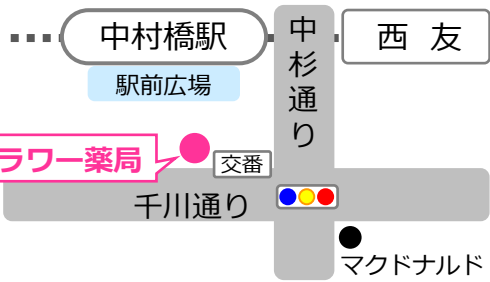 中村橋駅
中杉通り
西友
駅前広場
ラワー薬局
交番
千川通り
マクドナルド